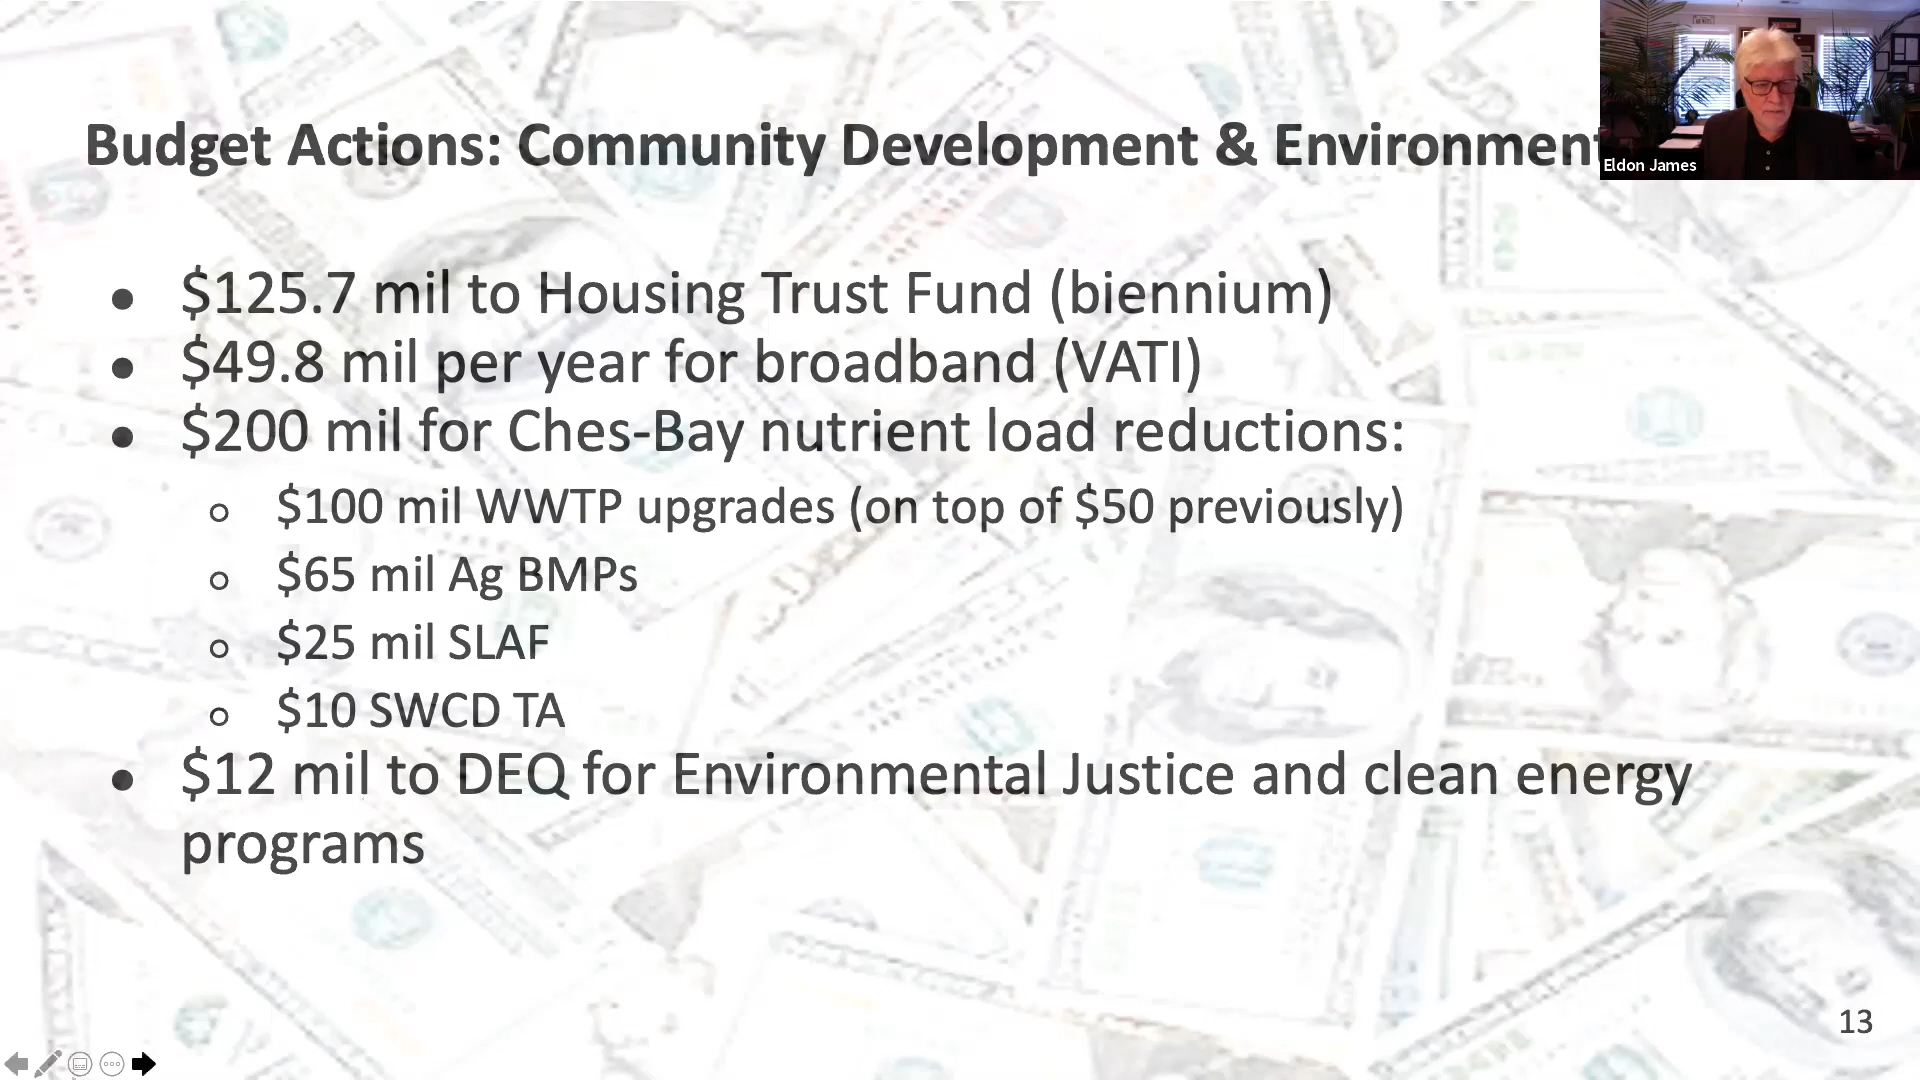 Budget Actions: Community Development & Environment
Eldon James
• $125.7 mil to Housing Trust Fund (biennium)
• $49.8 mil per year for broadband (VATI)
• $200 mil for Ches-Bay nutrient load reductions:
○ $100 mil WWTP upgrades (on top of $50 previously)
○ $65 mil Ag BMPs
○ $25 mil SLAF
○ $10 SWCD TA
• $12 mil to DEQ for Environmental Justice and clean energy
programs
13